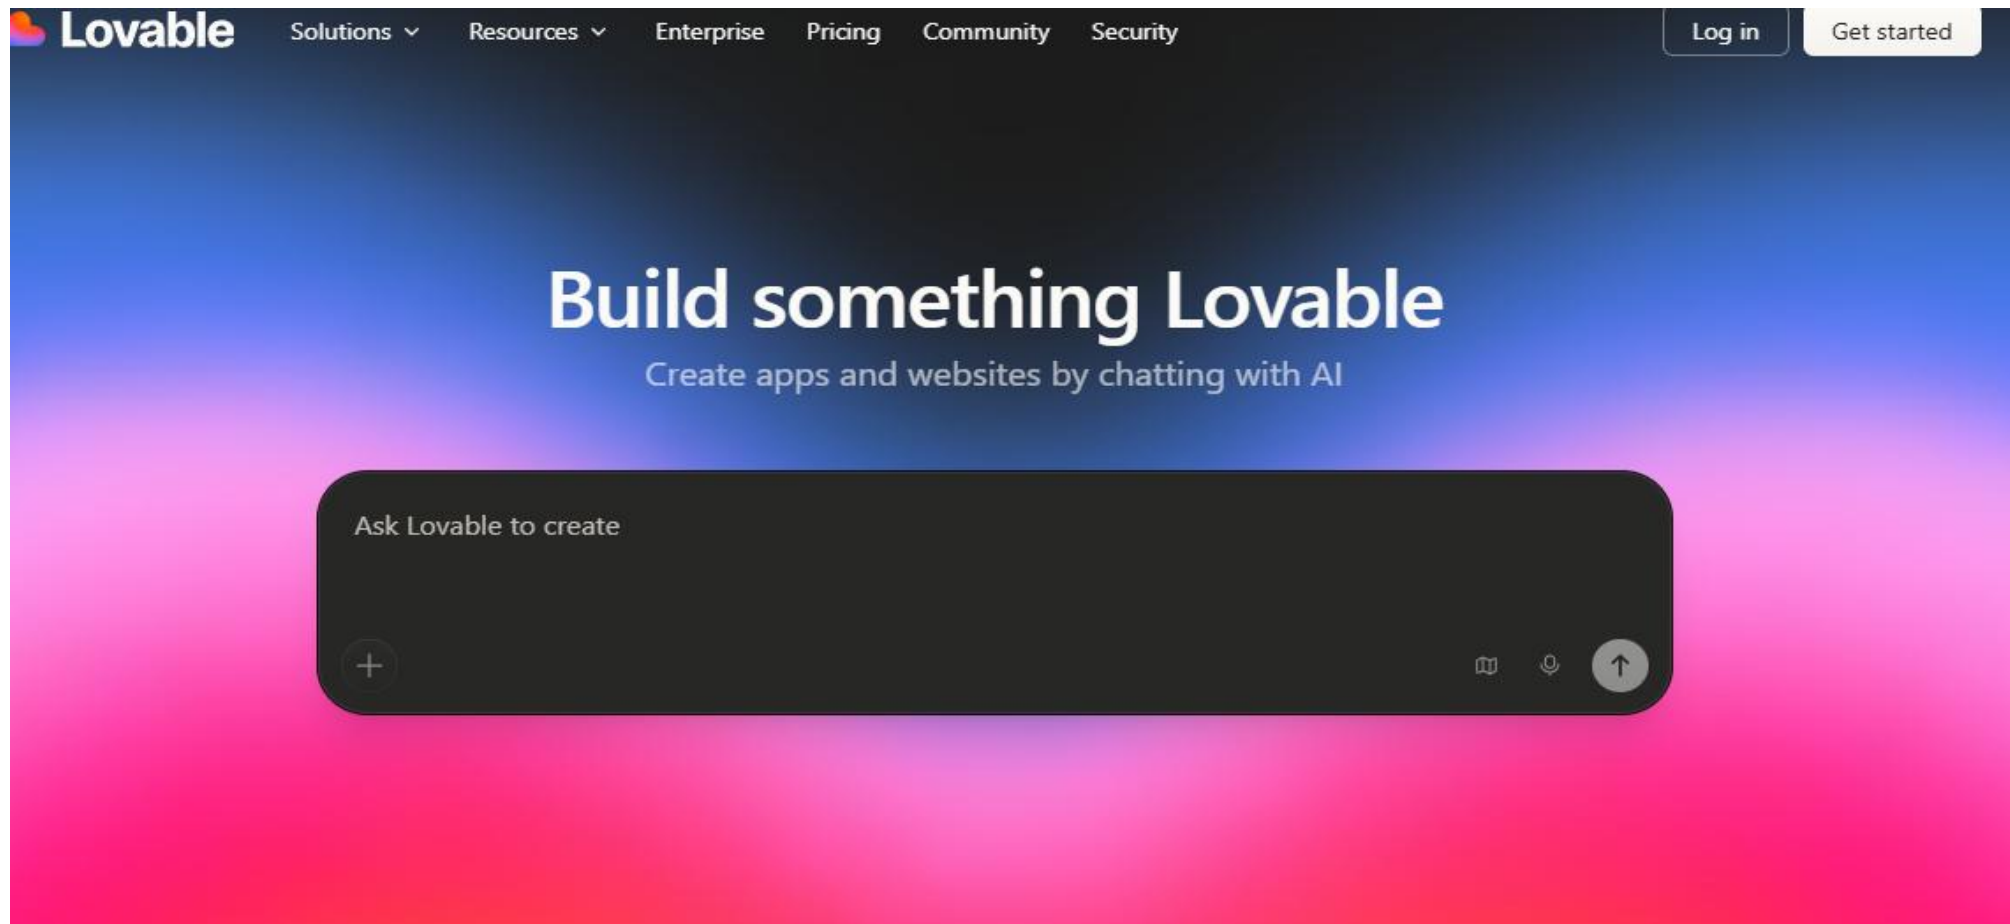 Lovable Solutions Resources Enterprise Pricing Community Security Log in Get started
Build something Lovable
Create apps and websites by chatting with AI
Ask Lovable to create